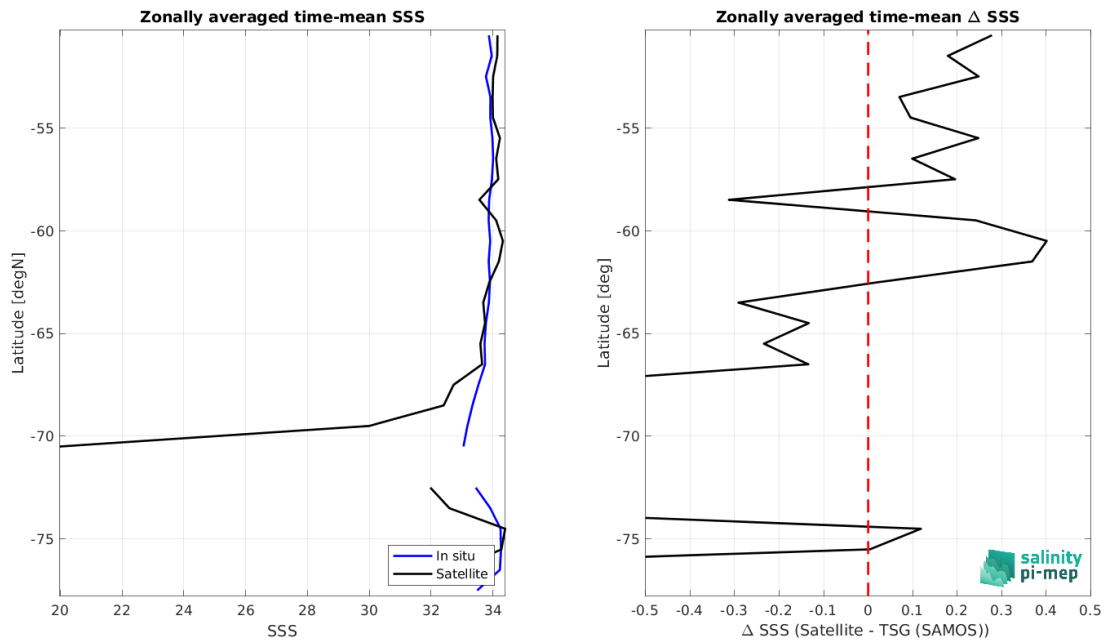 Zonally averaged time-mean SSS
-55
-60
-65
-70
-75
Latitude [degN]
20 22 24 26 28 30 32 34
SSS
In situ
Satellite
Zonally averaged time-mean Δ SSS
-55
-60
-65
-70
-75
Latitude [deg]
-0.5 -0.4 -0.3 -0.2 -0.1 0 0.1 0.2 0.3 0.4 0.5
Δ SSS (Satellite - TSG (SAMOS))
salinity
pi-mep